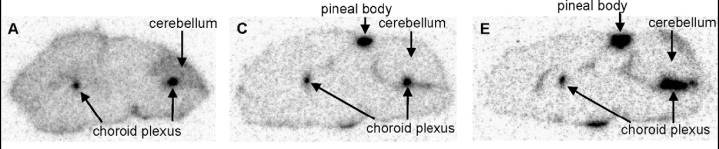 A
cerebellum
choroid plexus
C
pineal body
cerebellum
choroid plexus
E
pineal body
cerebellum
choroid plexus